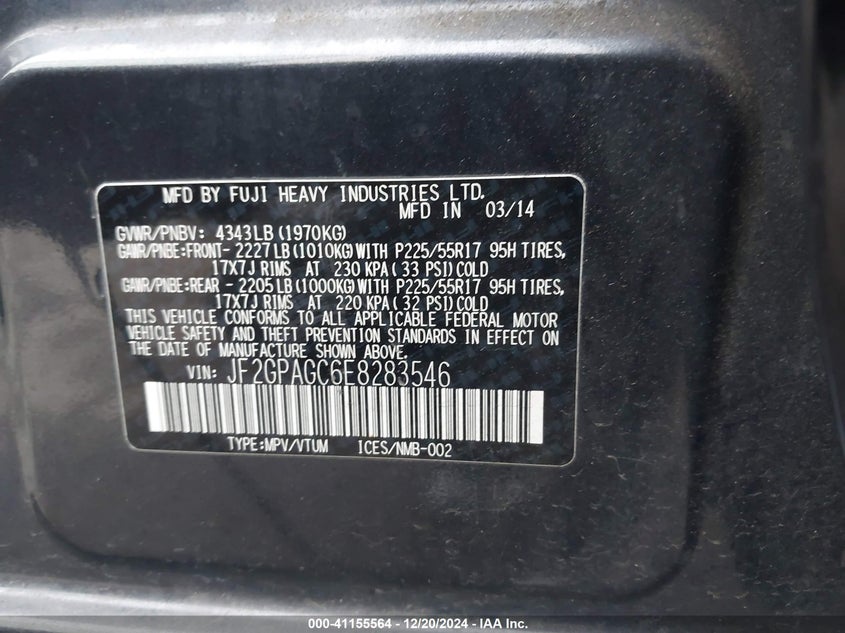 MFD BY FUJI HEAVY INDUSTRIES LTD.
MFD IN 03/14
GVWR/PNBV: 4343LB (1970KG)
GAWR/PNBE:FRONT- 2227LB(1010KG)WITH P225/55R17 95H TIRES,
17X7J RIMS AT 230 KPA(33 PSI)COLD
GAWR/PNBE:REAR - 2205LB(1000KG)WITH P225/55R17 95H TIRES,
17X7J RIMS AT 220 KPA(32 PSI)COLD
THIS VEHICLE CONFORMS TO ALL APPLICABLE FEDERAL MOTOR
VEHICLE SAFETY AND THEFT PREVENTION STANDARDS IN EFFECT ON
THE DATE OF MANUFACTURE SHOWN ABOVE.
VIN: JF2GPAGC6E8283546
TYPE:MPV/VTUM ICES/NMB-002
000-41155564 - 12/20/2024 - IAA Inc.